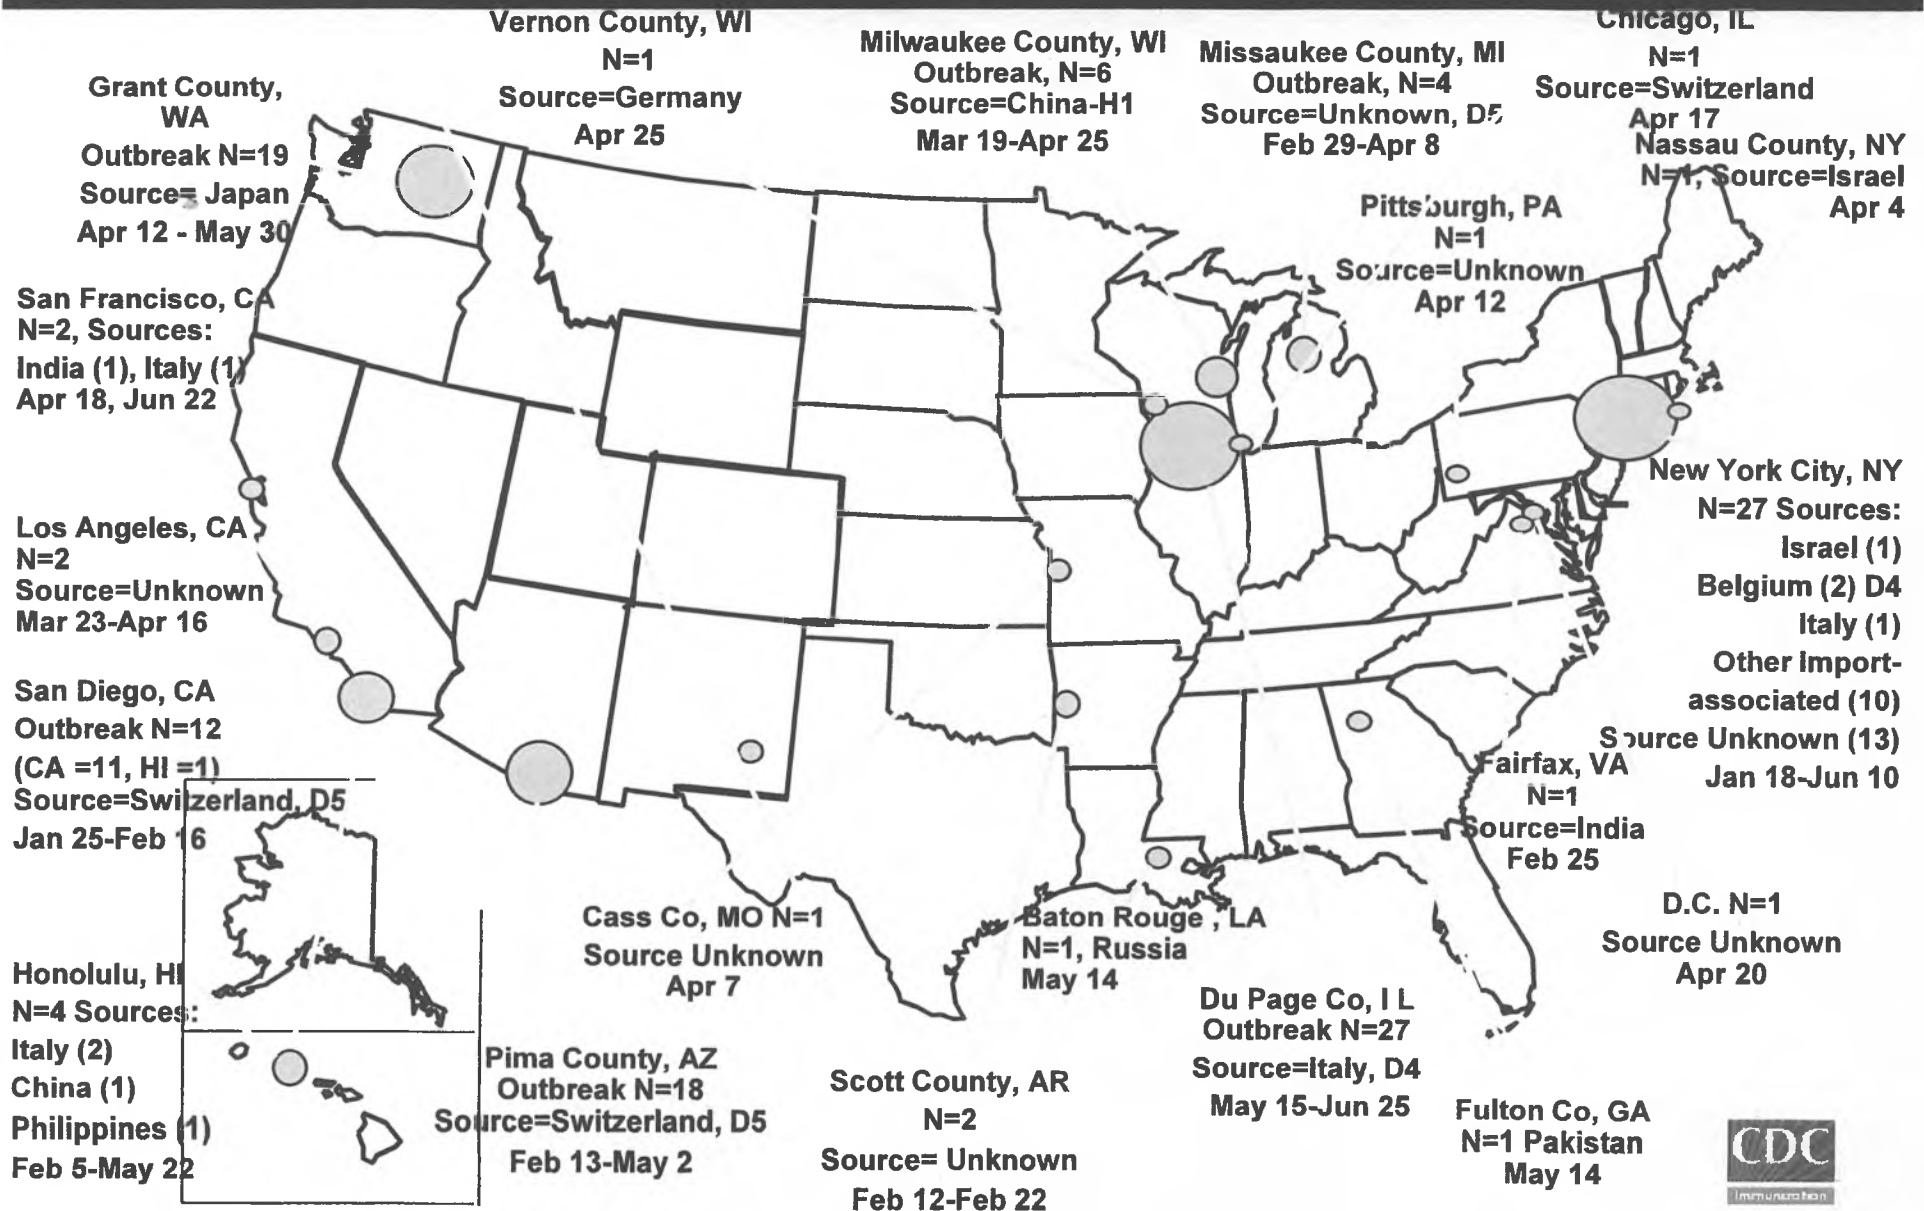 Vernon County, WI
N=1
Source=Germany
Apr 25
Milwaukee County, WI
Outbreak, N=6
Source=China-H1
Mar 19-Apr 25
Missaukee County, MI
Outbreak, N=4
Source=Unknown, D5
Feb 29-Apr 8
Chicago, IL
N=1
Source=Switzerland
Apr 17
Nassau County, NY
N=1, Source=Israel
Apr 4
Grant County,
WA
Outbreak N=19
Source= Japan
Apr 12 - May 30
Pittsburgh, PA
N=1
Source=Unknown
Apr 12
San Francisco, CA
N=2, Sources:
India (1), Italy (1)
Apr 18, Jun 22
Los Angeles, CA
N=2
Source=Unknown
Mar 23-Apr 16
New York City, NY
N=27 Sources:
Israel (1)
Belgium (2) D4
Italy (1)
Other import-
associated (10)
Source Unknown (13)
Jan 18-Jun 10
San Diego, CA
Outbreak N=12
(CA =11, HI =1)
Source=Switzerland, D5
Jan 25-Feb 16
Fairfax, VA
N=1
Source=India
Feb 25
D.C. N=1
Source Unknown
Apr 20
Cass Co, MO N=1
Source Unknown
Apr 7
Baton Rouge , LA
N=1, Russia
May 14
Honolulu, HI
N=4 Sources:
Italy (2)
China (1)
Philippines (1)
Feb 5-May 22
Pima County, AZ
Outbreak N=18
Source=Switzerland, D5
Feb 13-May 2
Scott County, AR
N=2
Source= Unknown
Feb 12-Feb 22
Du Page Co, I L
Outbreak N=27
Source=Italy, D4
May 15-Jun 25
Fulton Co, GA
N=1 Pakistan
May 14
CDC
Immunization